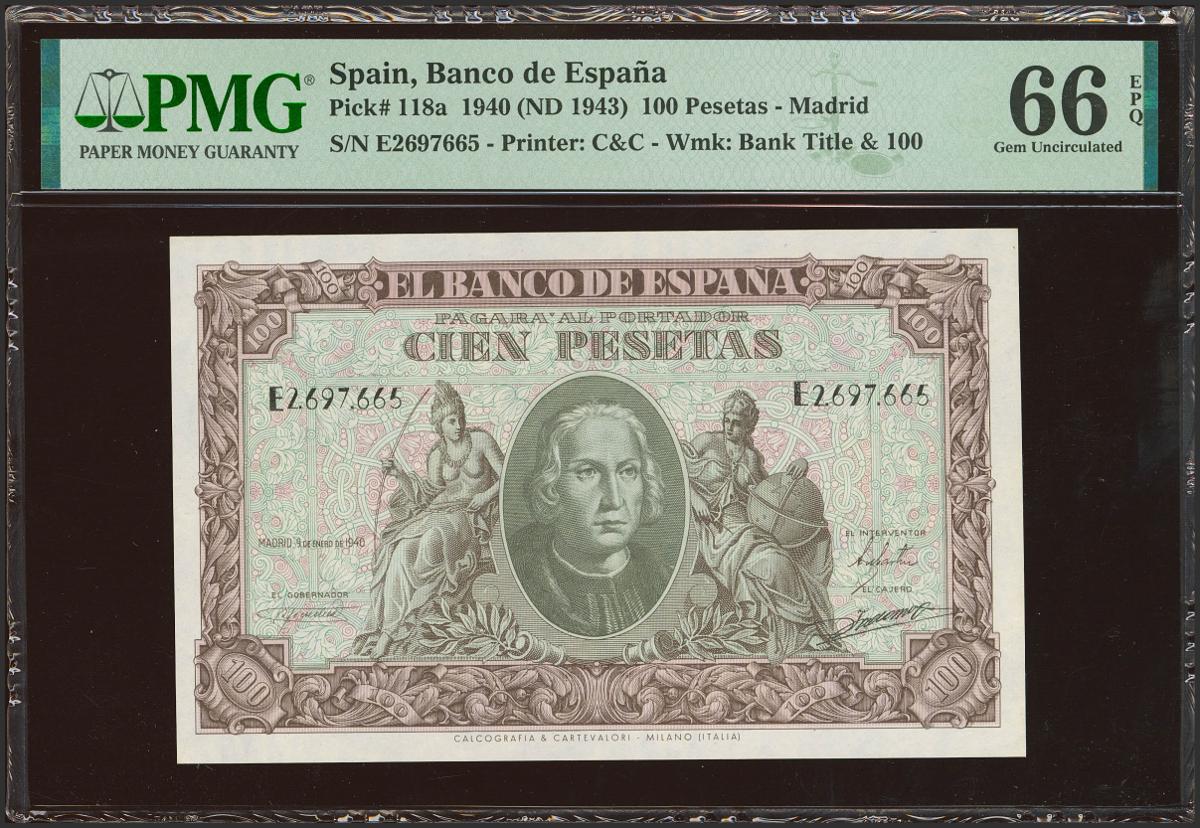 PMG®
PAPER MONEY GUARANTY
Spain, Banco de España
Pick# 118a 1940 (ND 1943) 100 Pesetas - Madrid
S/N E2697665 - Printer: C&C - Wmk: Bank Title & 100
66 EPQ
Gem Uncirculated
100
EL BANCO DE ESPAÑA
100
100
100
PAGARA' AL PORTADOR
CIEN PESETAS
E2.697.665
E2.697.665
MADRID, 9 DE ENERO DE 1940
EL INTERVENTOR
EL GOBERNADOR
EL CAJERO
100
100
100
100
CALCOGRAFIA & CARTEVALORI - MILANO (ITALIA)